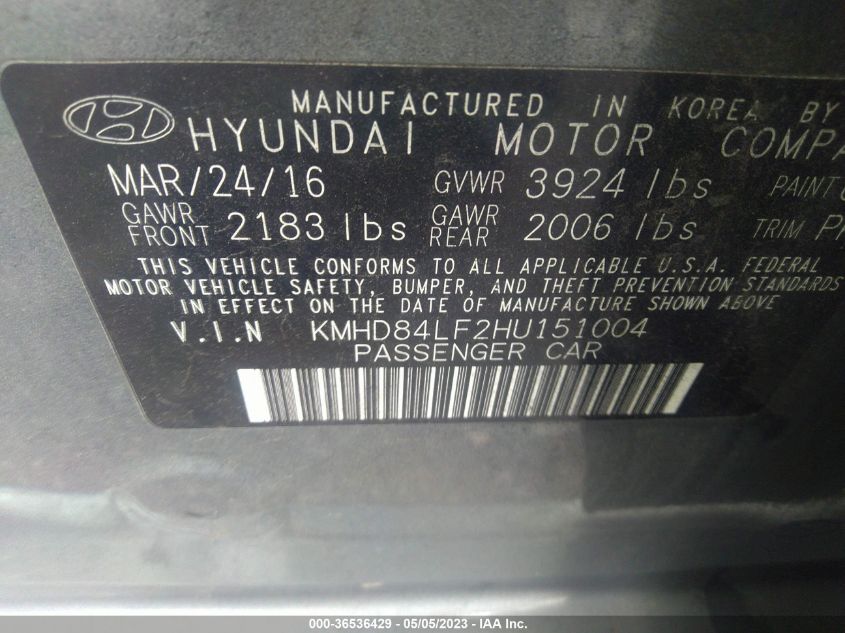 MANUFACTURED IN KOREA BY
HYUNDAI MOTOR
MAR/24/16 GVWR 3924 lbs PAINT
GAWR FRONT 2183 lbs GAWR REAR 2006 lbs TRIM
THIS VEHICLE CONFORMS TO ALL APPLICABLE U.S.A. FEDERAL
MOTOR VEHICLE SAFETY, BUMPER, AND THEFT PREVENTION STANDARDS
IN EFFECT ON THE DATE OF MANUFACTURE SHOWN ABOVE
V.I.N KMHD84LF2HU151004
PASSENGER CAR
000-36536429 - 05/05/2023 - IAA Inc.